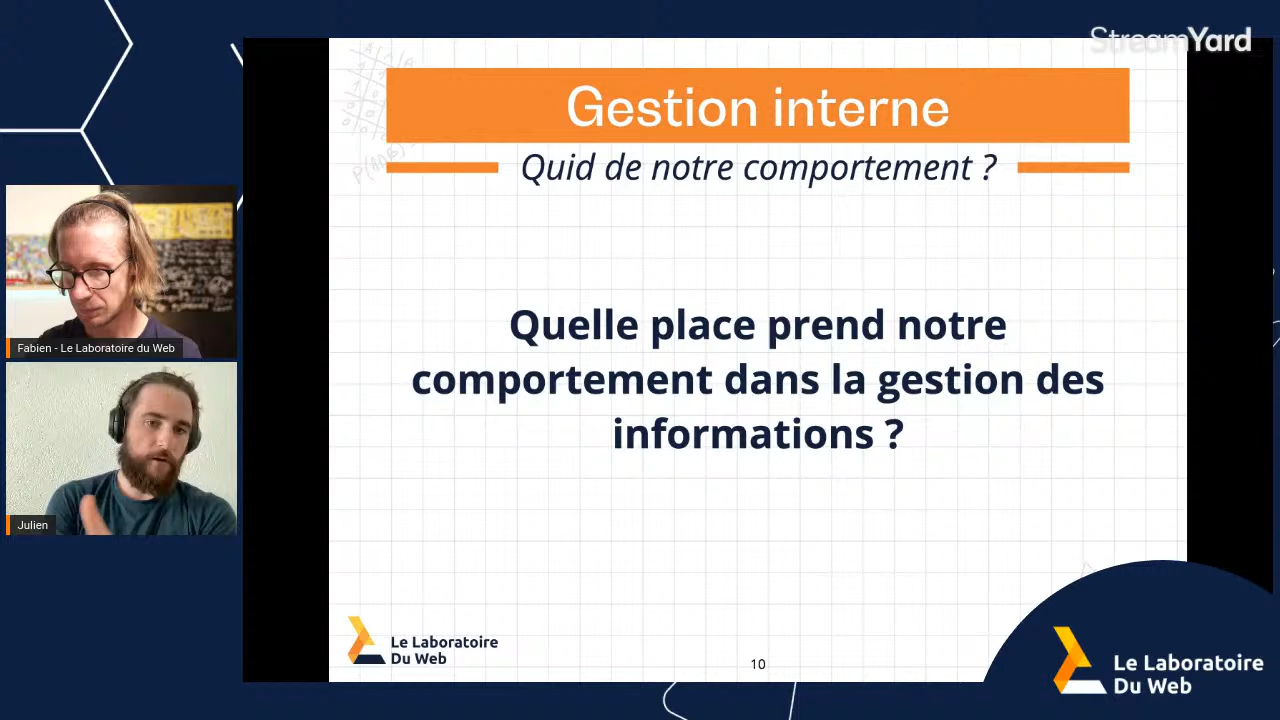 StreamYard
Gestion interne
Quid de notre comportement ?
Quelle place prend notre
comportement dans la gestion des
informations ?
Fabien - Le Laboratoire du Web
Julien
Le Laboratoire
Du Web
10
Le Laboratoire
Du Web